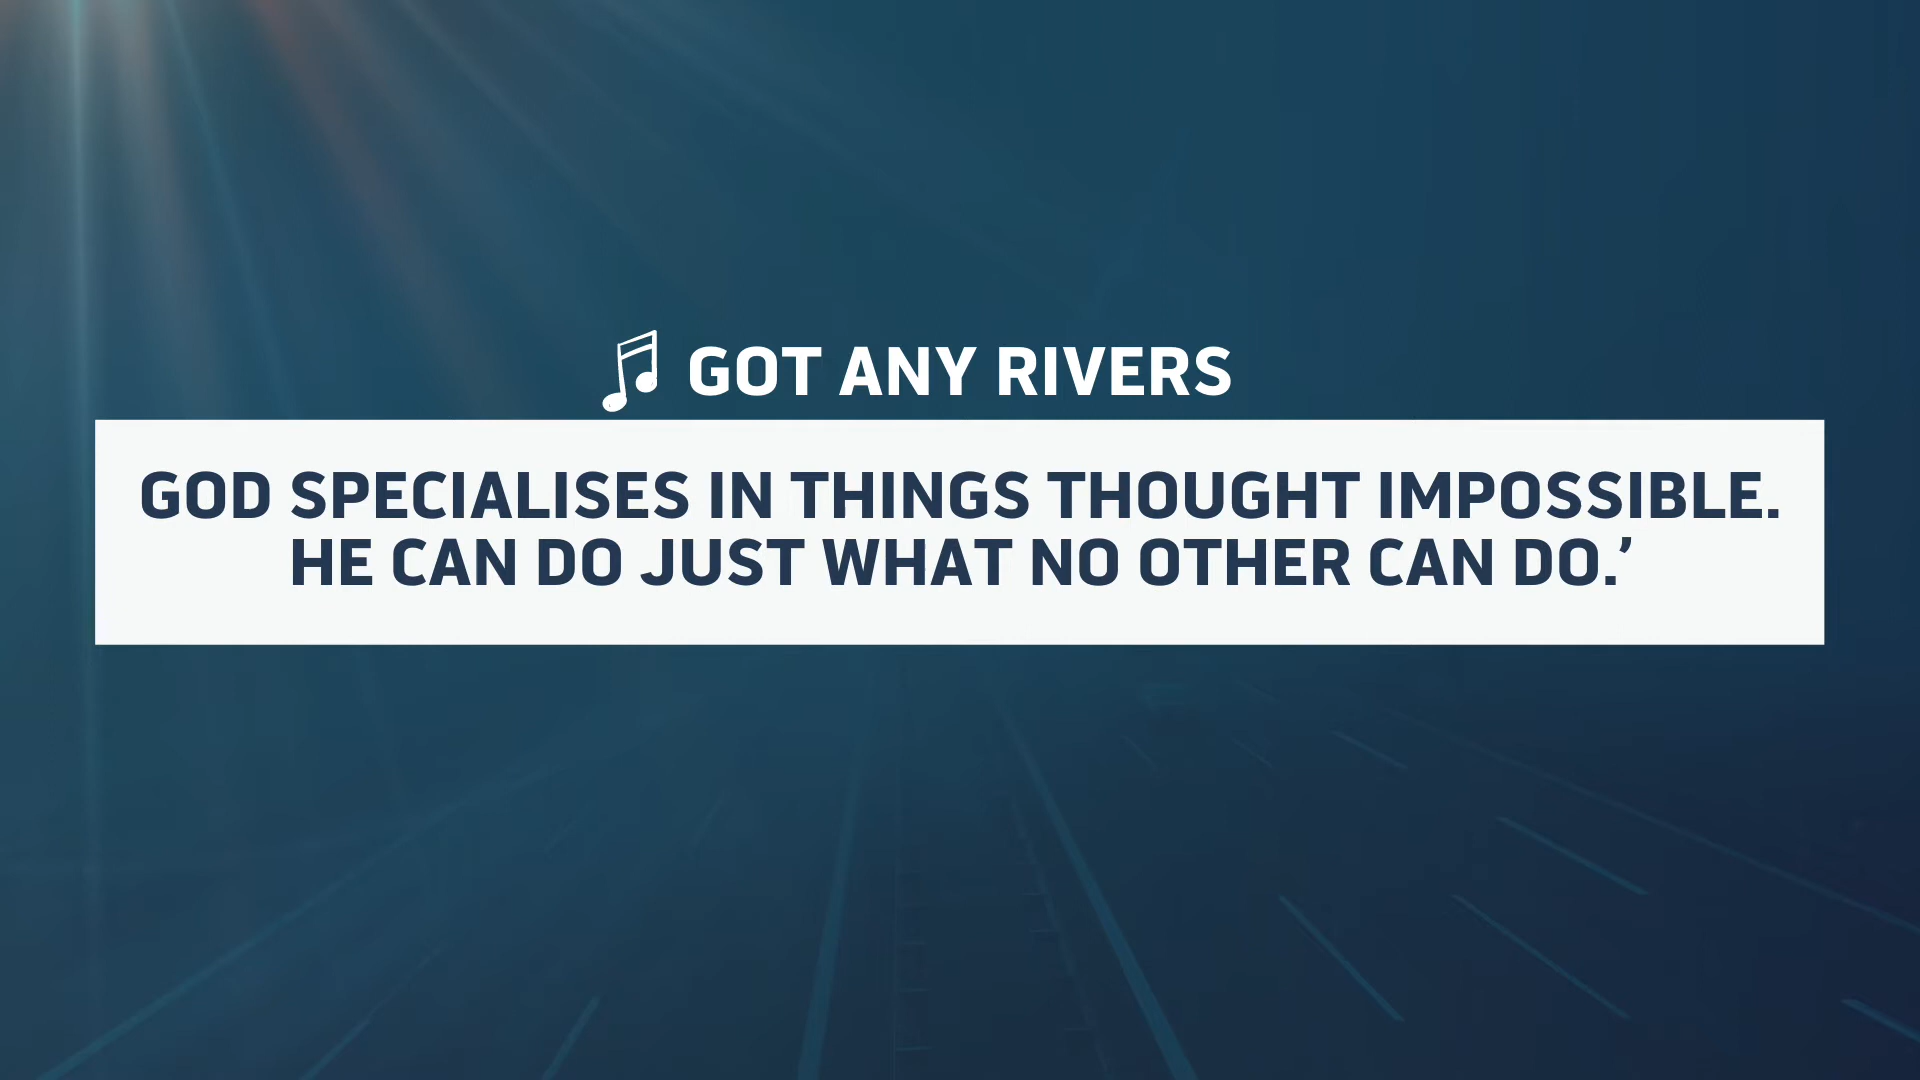 GOT ANY RIVERS
GOD SPECIALISES IN THINGS THOUGHT IMPOSSIBLE.
HE CAN DO JUST WHAT NO OTHER CAN DO.’